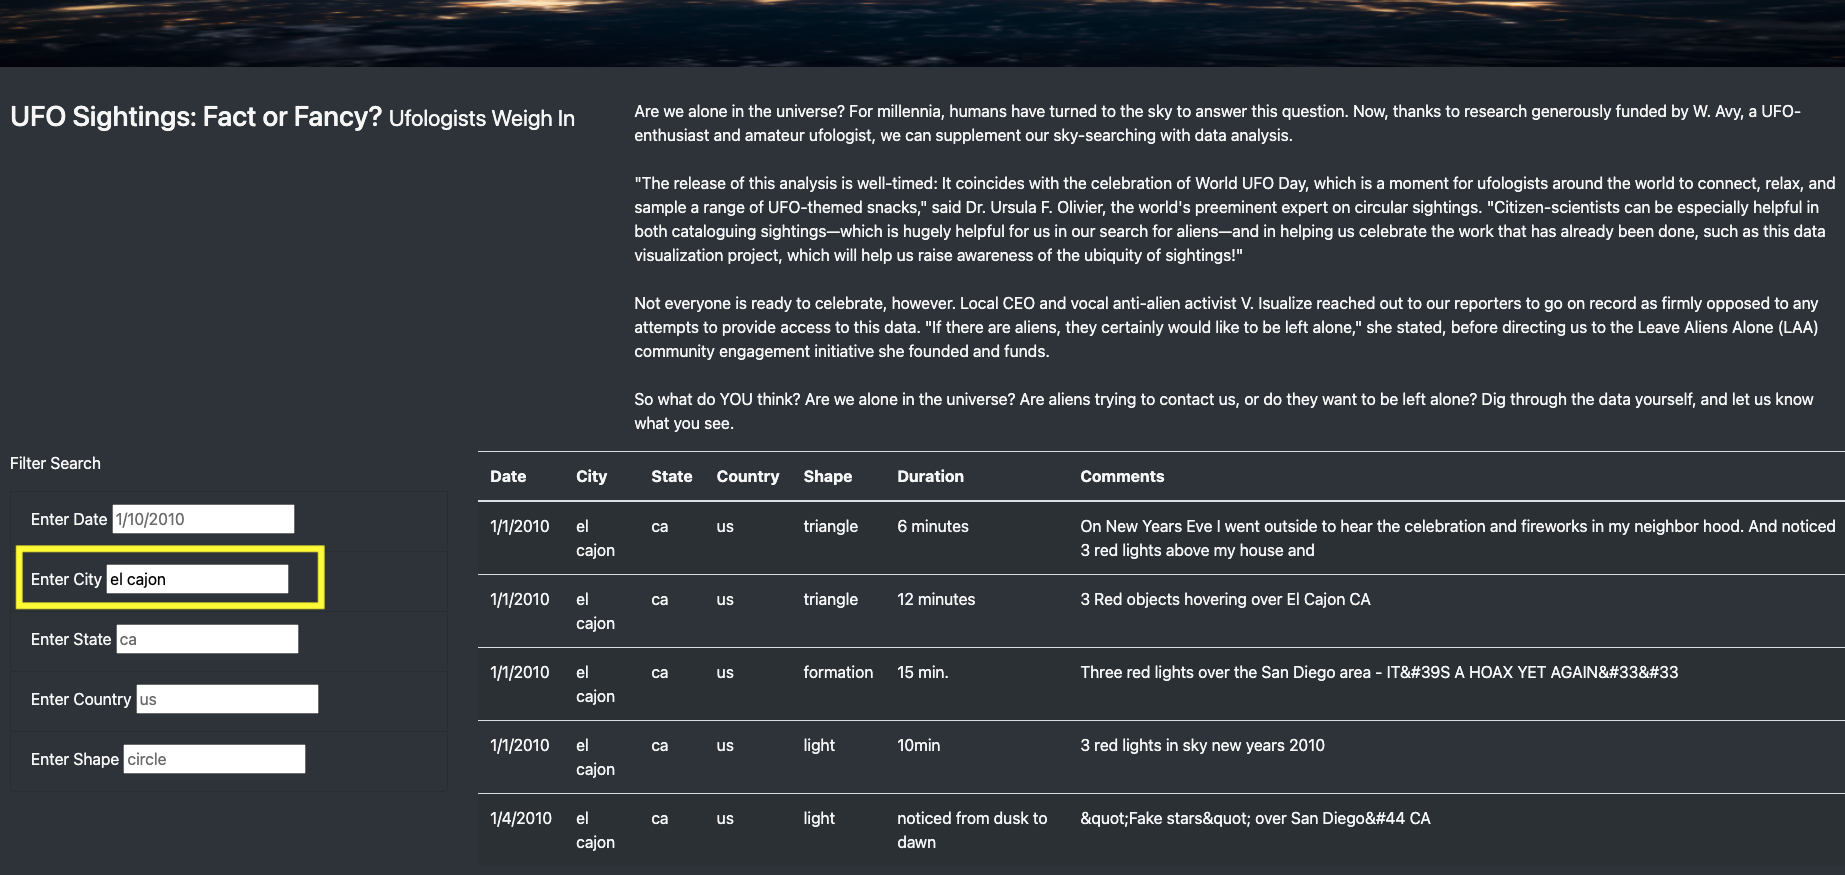 UFO Sightings: Fact or Fancy? Ufologists Weigh In
Are we alone in the universe? For millennia, humans have turned to the sky to answer this question. Now, thanks to research generously funded by W. Avy, a UFO-
enthusiast and amateur ufologist, we can supplement our sky-searching with data analysis.
"The release of this analysis is well-timed: It coincides with the celebration of World UFO Day, which is a moment for ufologists around the world to connect, relax, and
sample a range of UFO-themed snacks," said Dr. Ursula F. Olivier, the world's preeminent expert on circular sightings. "Citizen-scientists can be especially helpful in
both cataloguing sightings—which is hugely helpful for us in our search for aliens—and in helping us celebrate the work that has already been done, such as this data
visualization project, which will help us raise awareness of the ubiquity of sightings!"
Not everyone is ready to celebrate, however. Local CEO and vocal anti-alien activist V. Isualize reached out to our reporters to go on record as firmly opposed to any
attempts to provide access to this data. "If there are aliens, they certainly would like to be left alone," she stated, before directing us to the Leave Aliens Alone (LAA)
community engagement initiative she founded and funds.
So what do YOU think? Are we alone in the universe? Are aliens trying to contact us, or do they want to be left alone? Dig through the data yourself, and let us know
what you see.
Filter Search
Enter Date 1/10/2010
Enter City el cajon
Enter State ca
Enter Country us
Enter Shape circle
Date City State Country Shape Duration Comments
1/1/2010 el ca us triangle 6 minutes On New Years Eve I went outside to hear the celebration and fireworks in my neighbor hood. And noticed
cajon 3 red lights above my house and
1/1/2010 el ca us triangle 12 minutes 3 Red objects hovering over El Cajon CA
cajon
1/1/2010 el ca us formation 15 min. Three red lights over the San Diego area - IT&#39S A HOAX YET AGAIN&#33&#33
cajon
1/1/2010 el ca us light 10min 3 red lights in sky new years 2010
cajon
1/4/2010 el ca us light noticed from dusk to &quot;Fake stars&quot; over San Diego&#44 CA
cajon dawn